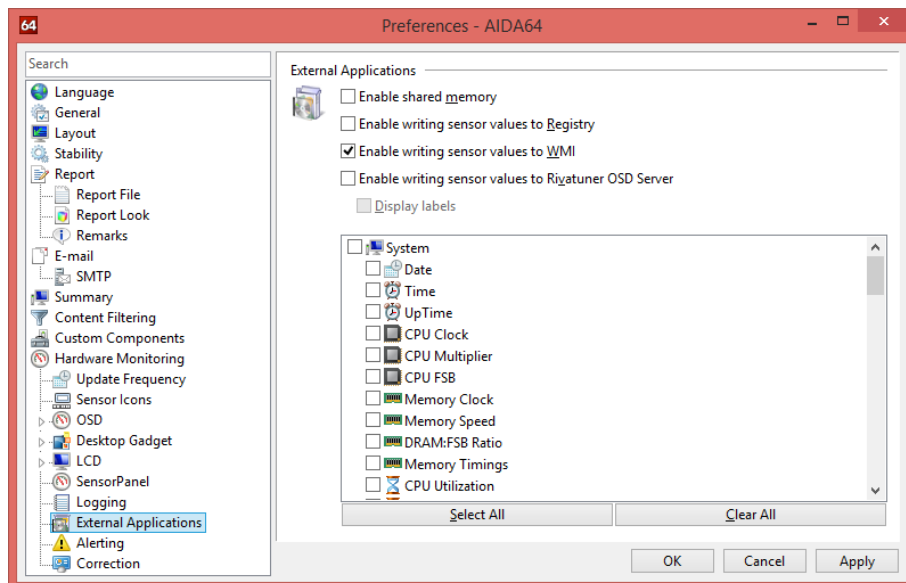 64
Preferences - AIDA64
Search
Language
General
Layout
Stability
Report
Report File
Report Look
Remarks
E-mail
SMTP
Summary
Content Filtering
Custom Components
Hardware Monitoring
Update Frequency
Sensor Icons
OSD
Desktop Gadget
LCD
SensorPanel
Logging
External Applications
Alerting
Correction
External Applications
Enable shared memory
Enable writing sensor values to Registry
Enable writing sensor values to WMI
Enable writing sensor values to Rivatuner OSD Server
Display labels
System
Date
Time
UpTime
CPU Clock
CPU Multiplier
CPU FSB
Memory Clock
Memory Speed
DRAM:FSB Ratio
Memory Timings
CPU Utilization
Select All
Clear All
OK
Cancel
Apply